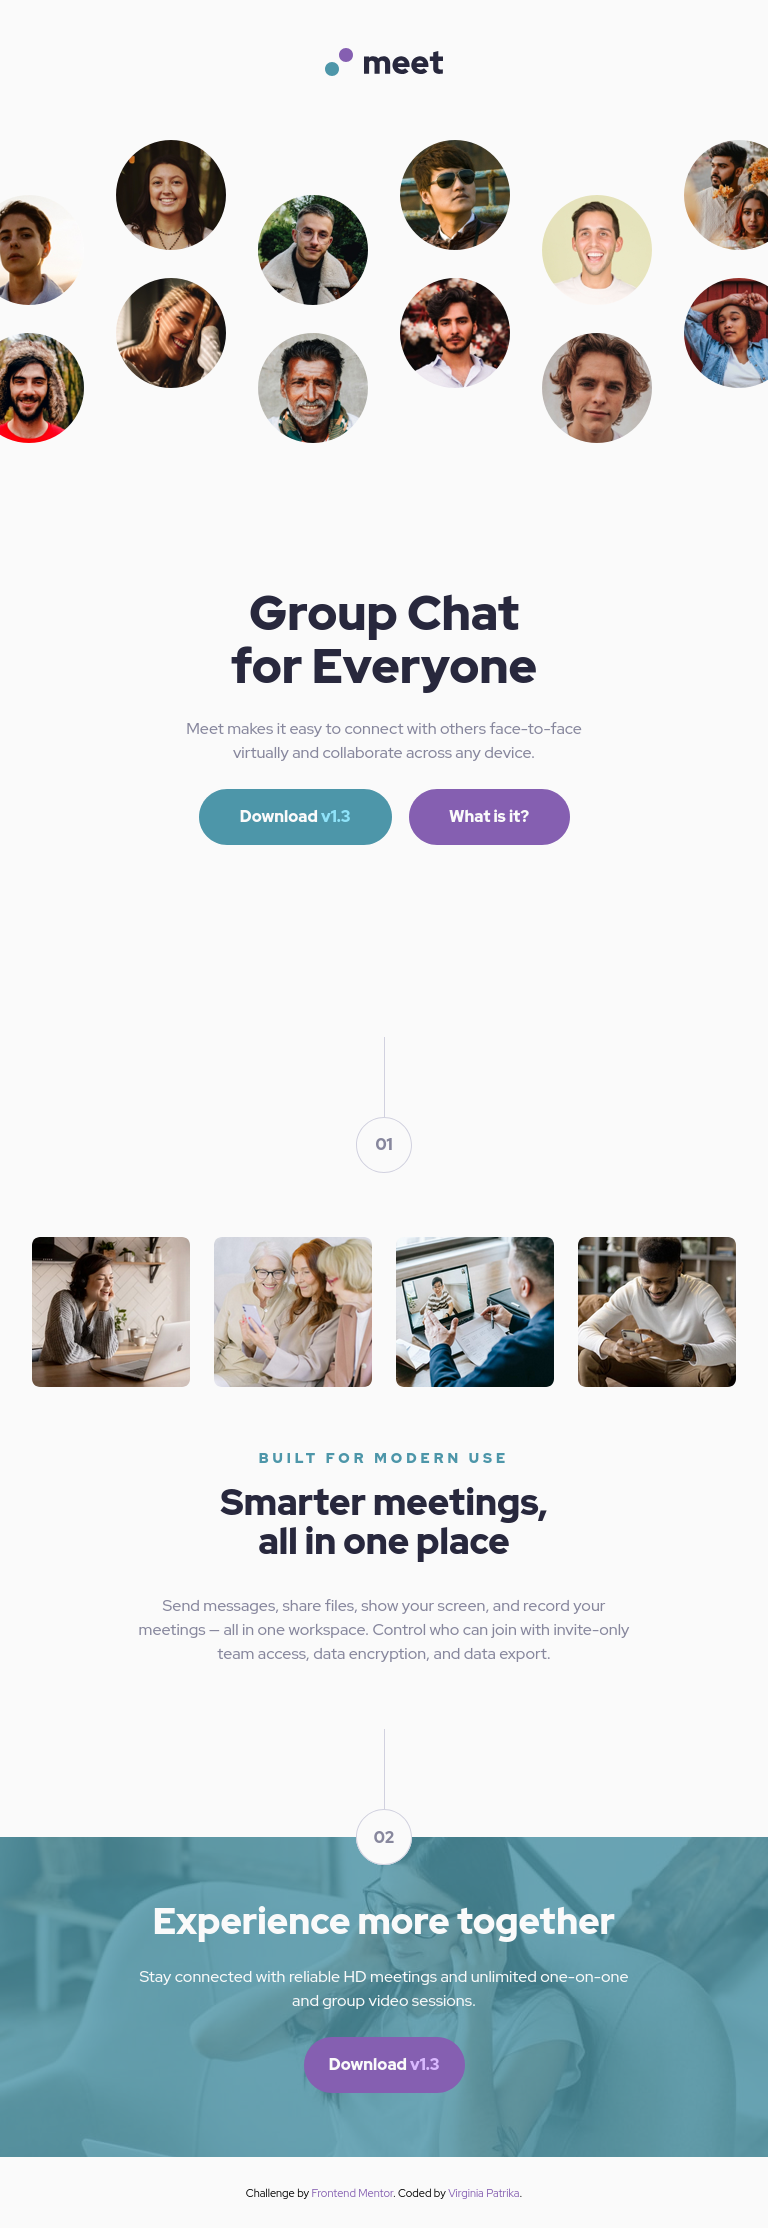 meet
Group Chat
for Everyone
Meet makes it easy to connect with others face-to-face
virtually and collaborate across any device.
Download v1.3
What is it?
01
BUILT FOR MODERN USE
Smarter meetings,
all in one place
Send messages, share files, show your screen, and record your
meetings — all in one workspace. Control who can join with invite-only
team access, data encryption, and data export.
02
Experience more together
Stay connected with reliable HD meetings and unlimited one-on-one
and group video sessions.
Download v1.3
Challenge by Frontend Mentor. Coded by Virginia Patrika.